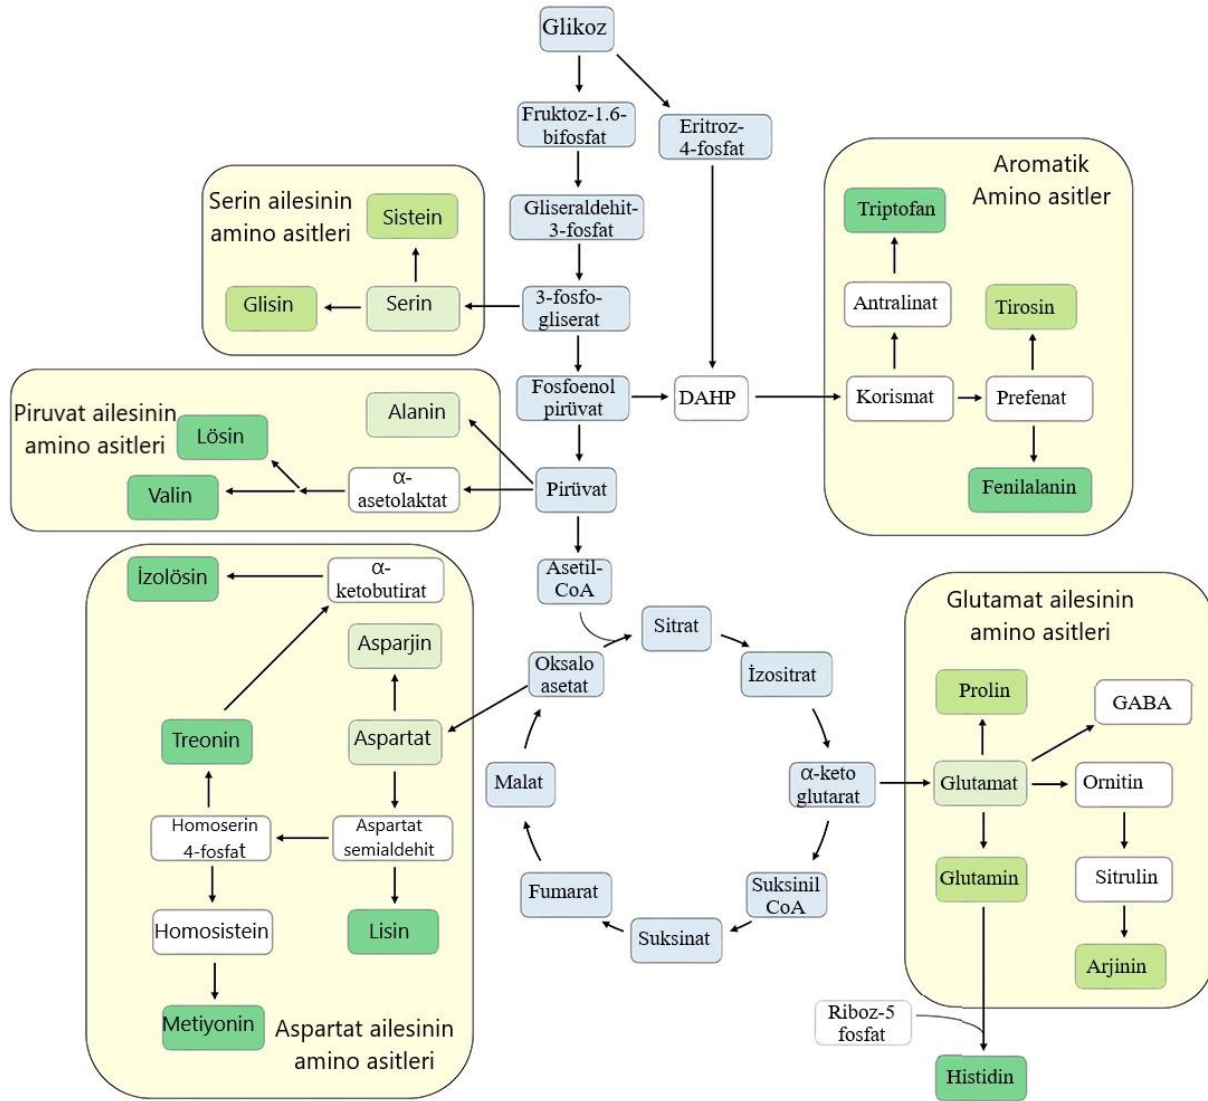 Glikoz
Fruktoz-1.6-
bifosfat
Eritroz-
4-fosfat
Gliseraldehit-
3-fosfat
3-fosfo-
gliserat
Fosfoenol
pirüvat
DAHP
Pirüvat
Asetil-
CoA
Serin ailesinin
amino asitleri
Sistein
Glisin
Serin
Piruvat ailesinin
amino asitleri
Alanin
Lösin
Valin
α-
asetolaktat
Aromatik
Amino asitler
Triptofan
Antralinat
Tirosin
Korismat
Prefenat
Fenilalanin
İzolösin
α-
ketobutirat
Asparjin
Treonin
Aspartat
Homoserin
4-fosfat
Aspartat
semialdehit
Homosistein
Lisin
Metiyonin
Aspartat ailesinin
amino asitleri
Sitrat
Oksalo
asetat
İzositrat
Malat
α-keto
glutarat
Fumarat
Suksinil
CoA
Suksinat
Glutamat ailesinin
amino asitleri
Prolin
GABA
Glutamat
Ornitin
Glutamin
Sitrulin
Arjinin
Riboz-5
fosfat
Histidin